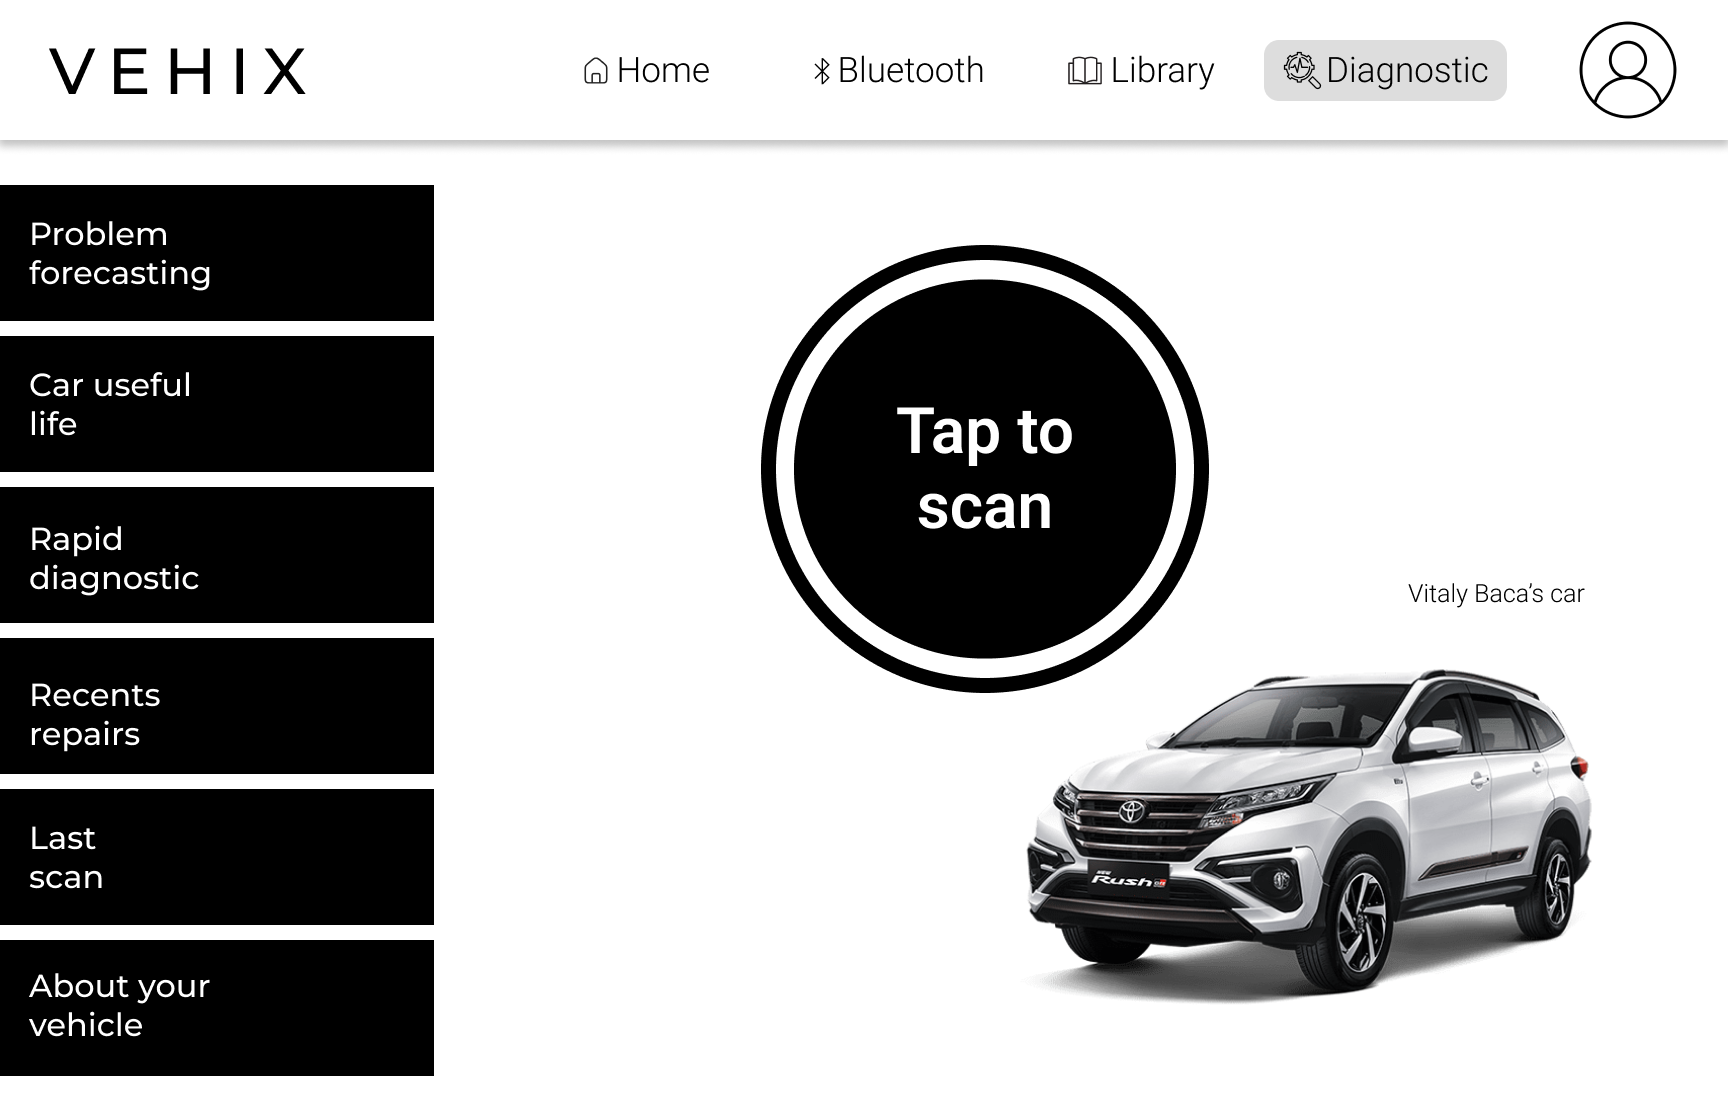 VEHIX
Home
Bluetooth
Library
Diagnostic
Problem
forecasting
Car useful
life
Rapid
diagnostic
Recents
repairs
Last
scan
About your
vehicle
Tap to
scan
Vitaly Baca’s car
Rush